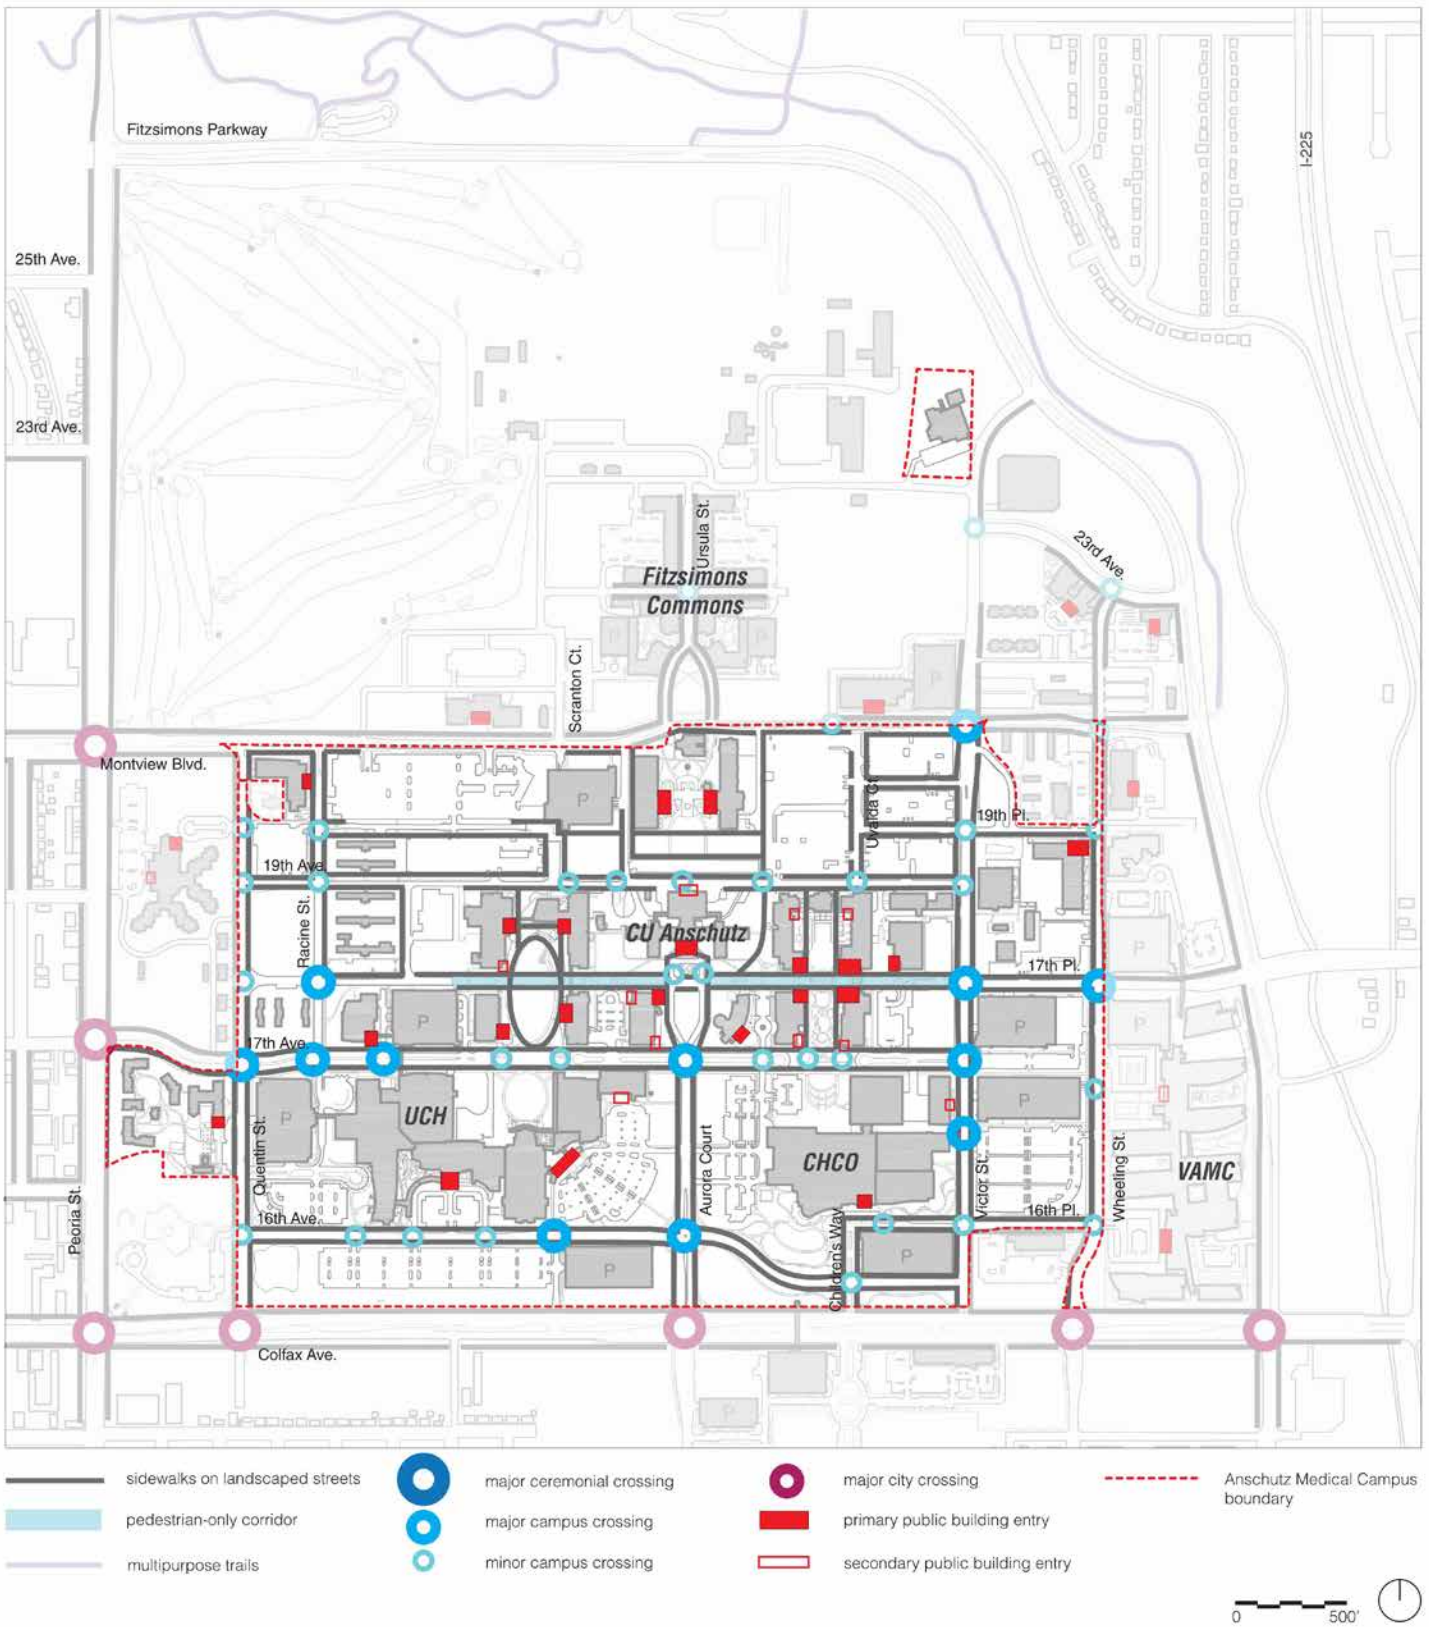 Fitzsimons Parkway
I-225
25th Ave.
23rd Ave.
Ursula St.
23rd Ave.
Fitzsimons
Commons
P
P
Scranton Ct.
P
Montview Blvd.
P
Uvalda Ct.
19th Pl.
19th Ave.
Racine St.
CU Anschutz
17th Pl.
P
P
17th Ave.
P
UCH
P
Quentin St.
Aurora Court
CHCO
Victor St.
Wheeling St.
VAMC
Peoria St.
16th Ave.
Children's Way
16th Pl.
P
P
Colfax Ave.
P
sidewalks on landscaped streets
major ceremonial crossing
major city crossing
Anschutz Medical Campus
boundary
pedestrian-only corridor
major campus crossing
primary public building entry
multipurpose trails
minor campus crossing
secondary public building entry
0
500'